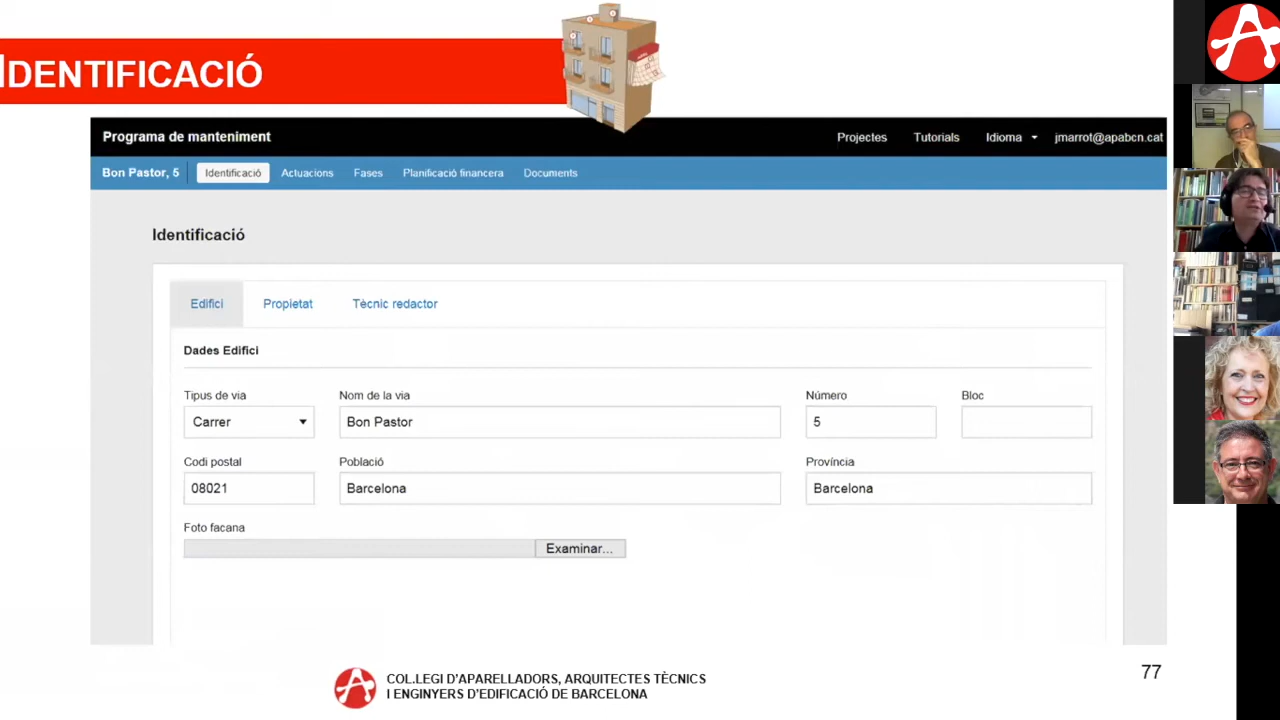 IDENTIFICACIÓ
Programa de manteniment
Projectes Tutorials Idioma jmarrot@apabcn.cat
Bon Pastor, 5 Identificació Actuacions Fases Planificació financera Documents
Identificació
Edifici Propietat Tècnic redactor
Dades Edifici
Tipus de via Nom de la via Número Bloc
Carrer Bon Pastor 5
Codi postal Població Província
08021 Barcelona Barcelona
Foto facana
Examinar...
COL.LEGI D'APARELLADORS, ARQUITECTES TÈCNICS
I ENGINYERS D'EDIFICACIÓ DE BARCELONA
77